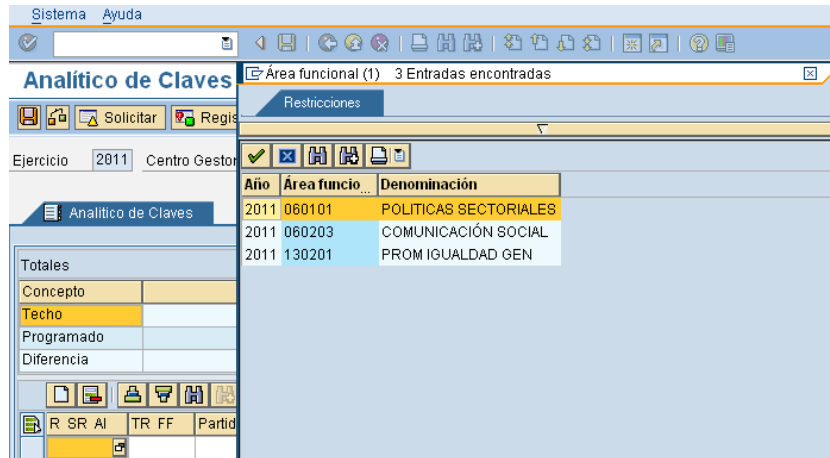 Sistema Ayuda
Analítico de Claves
Solicitar Regis
Ejercicio 2011 Centro Gestor
Analitico de Claves
Totales
Concepto
Techo
Programado
Diferencia
R SR AI TR FF Partid
Área funcional (1) 3 Entradas encontradas
Restricciones
Año Área funcio... Denominación
2011 060101 POLITICAS SECTORIALES
2011 060203 COMUNICACIÓN SOCIAL
2011 130201 PROM IGUALDAD GEN